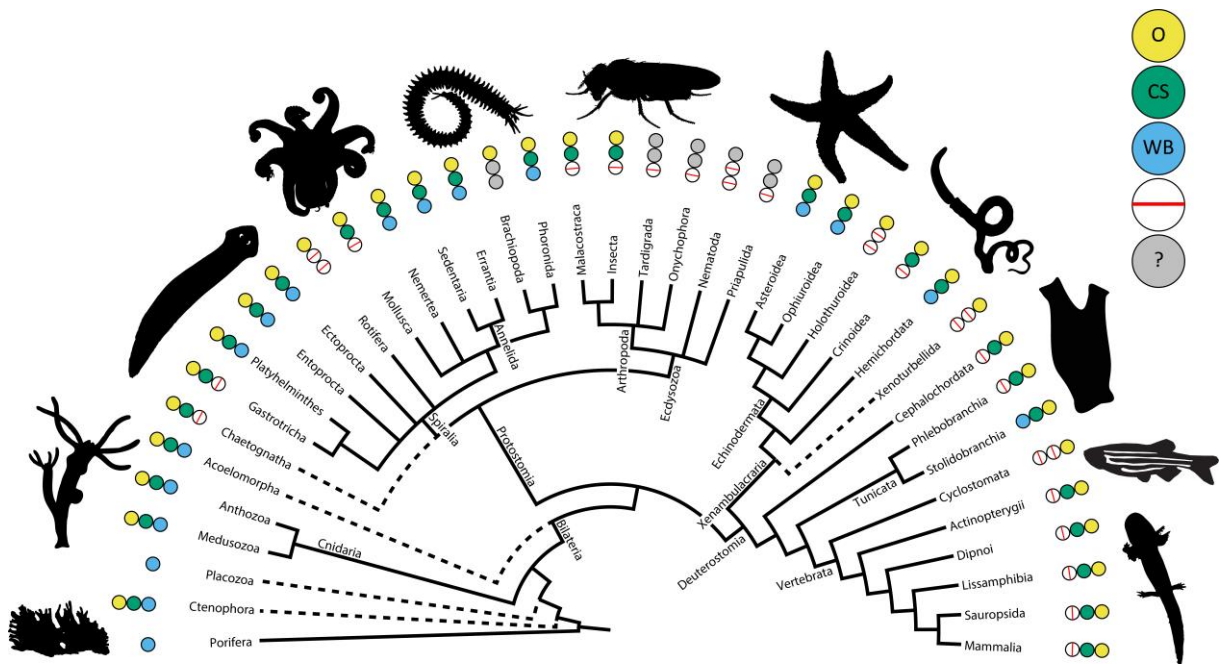 O
CS
WB
?
Porifera
Ctenophora
Placozoa
Medusozoa
Anthozoa
Cnidaria
Acoelomorpha
Chaetognatha
Gastrotricha
Platyhelminthes
Entoprocta
Ectoprocta
Rotifera
Mollusca
Nemertea
Sedentaria
Errantia
Annelida
Brachiopoda
Phoronida
Spiralia
Protostomia
Bilateria
Malacostraca
Insecta
Tardigrada
Onychophora
Nematoda
Priapulida
Arthropoda
Ecdysozoa
Asteroidea
Ophiuroidea
Holothuroidea
Crinoidea
Hemichordata
Echinodermata
Xenoturbellida
Xenambulacraria
Deuterostomia
Cephalochordata
Phlebobranchia
Stolidobranchia
Tunicata
Cyclostomata
Vertebrata
Actinopterygii
Dipnoi
Lissamphibia
Sauropsida
Mammalia